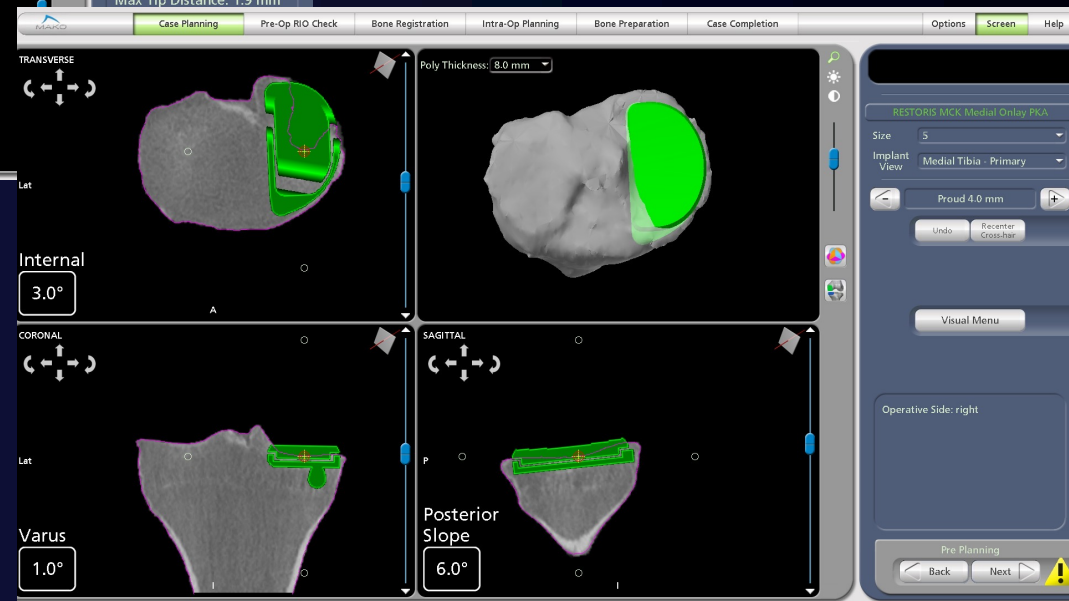 Max Tip Distance: 1.9 mm
MAKO
Case Planning
Pre-Op RIO Check
Bone Registration
Intra-Op Planning
Bone Preparation
Case Completion
Options
Screen
Help
TRANSVERSE
Lat
Internal
3.0°
A
Poly Thickness: 8.0 mm
RESTORIS MCK Medial Onlay PKA
Size 5
Implant View Medial Tibia - Primary
- Proud 4.0 mm +
Undo
Recenter
Cross-hair
Visual Menu
CORONAL
Lat
Varus
1.0°
I
SAGITTAL
P
Posterior
Slope
6.0°
I
Operative Side: right
Pre Planning
Back
Next
!